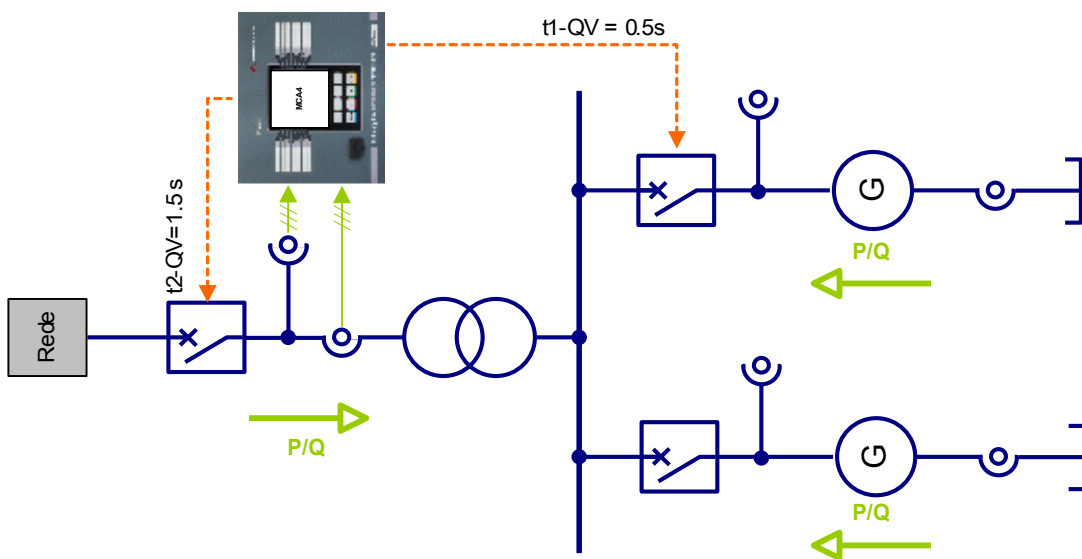 t1-QV = 0.5s
MCA4
t2-QV=1.5 s
Rede
P/Q
G
P/Q
G
P/Q